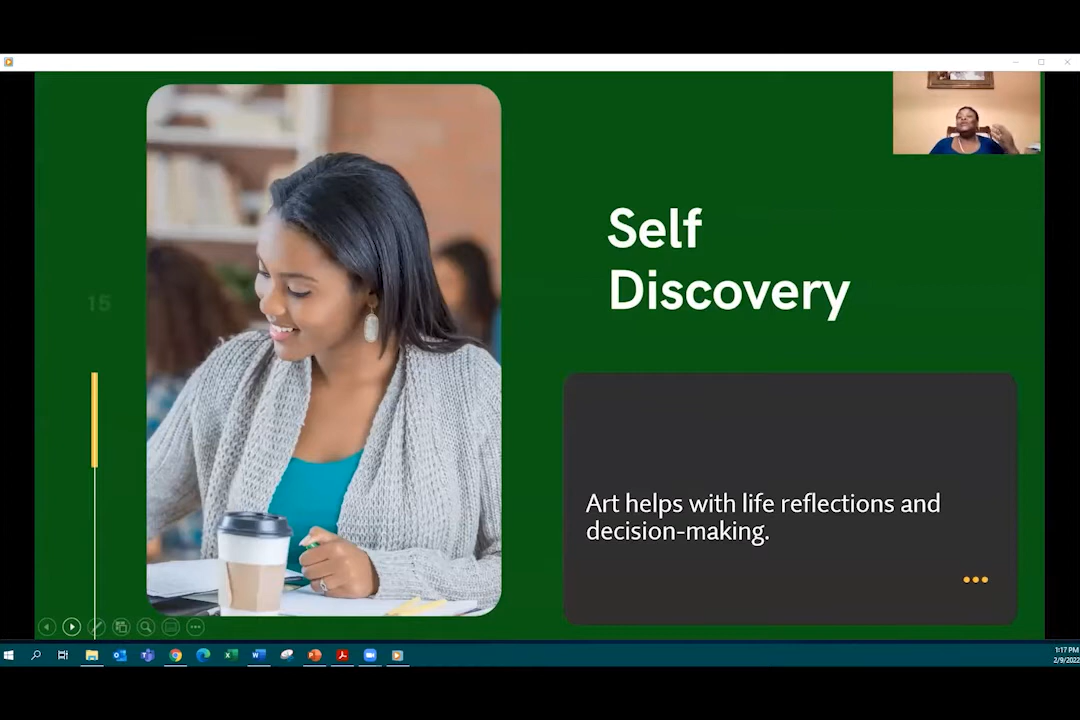 Self
Discovery
15
Art helps with life reflections and
decision-making.
1:17 PM
2/9/2022